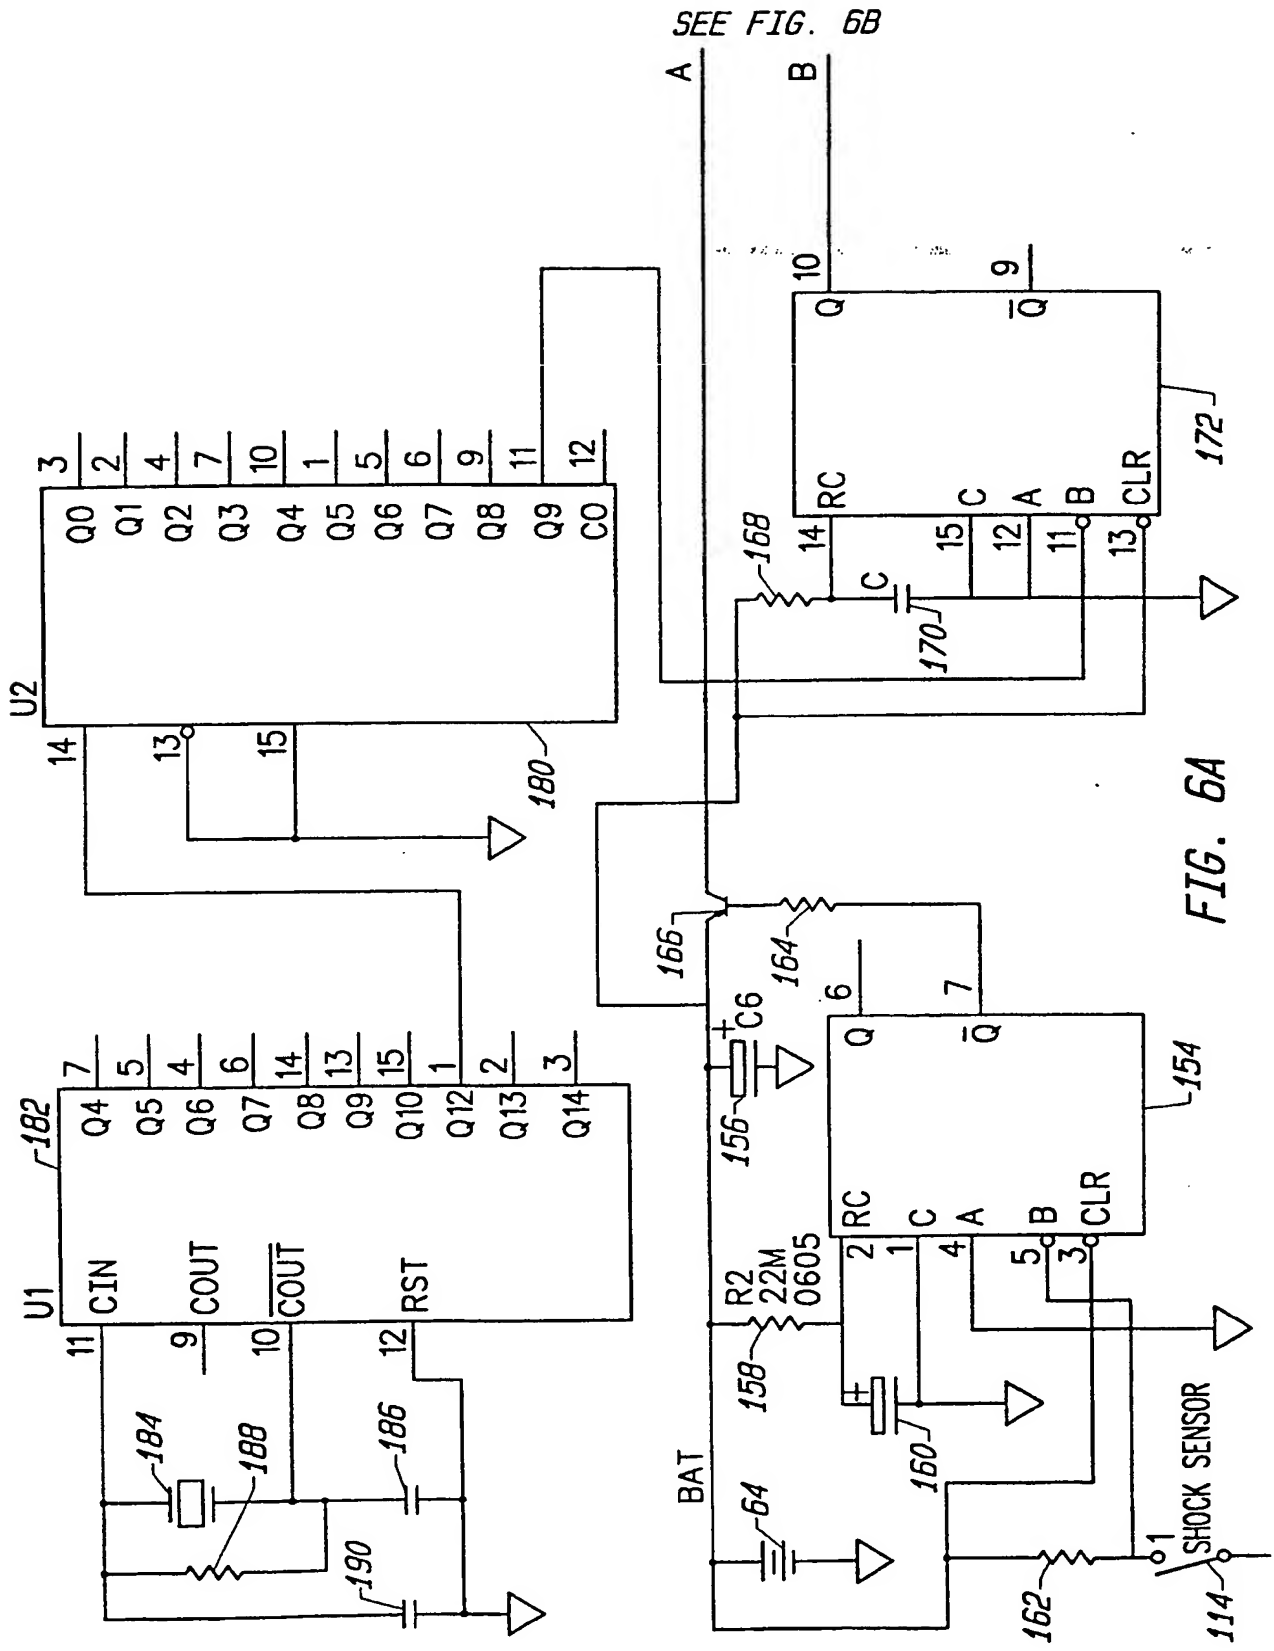 SEE FIG. 6B
A
B
U1
182
11 CIN
9 COUT
10 COUT
12 RST
Q4 7
Q5 5
Q6 4
Q7 6
Q8 14
Q9 13
Q10 15
Q12 1
Q13 2
Q14 3
184
188
186
190
U2
14
13
15
180
Q0 3
Q1 2
Q2 4
Q3 7
Q4 10
Q5 1
Q6 5
Q7 6
Q8 9
Q9 11
CO 12
BAT
64
R2
22M
0605
158
160
+
162
1
SHOCK SENSOR
114
2 RC
1 C
4 A
5 B
3 CLR
Q 6
Q 7
154
156
+
C6
166
164
168
C
170
14 RC
15 C
12 A
11 B
13 CLR
Q 10
Q 9
172
FIG. 6A